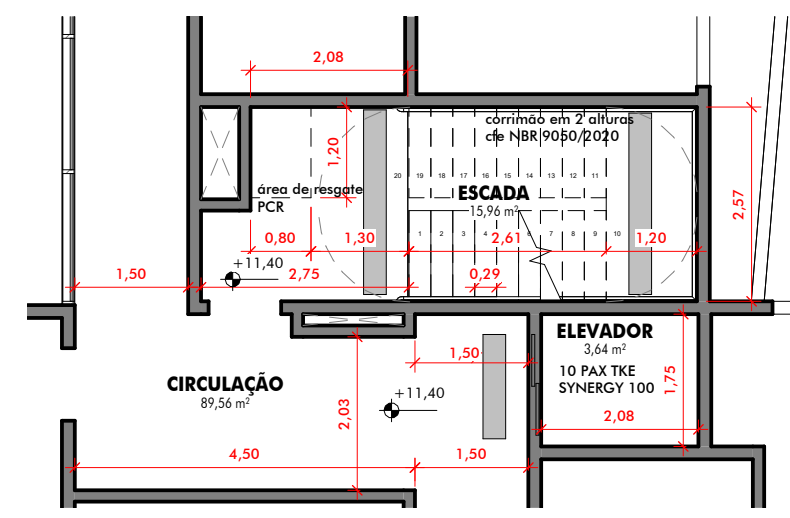 2,08
corrimão em 2 alturas
cfe NBR 9050/2020
1,20
20 19 18 17 16 15 14 13 12 11
área de resgate
PCR
ESCADA
15,96 m²
2,57
1 2 3 4 6 7 8 9 10
0,80 1,30 2,61 1,20
+11,40
1,50 2,75 0,29
ELEVADOR
3,64 m²
1,50
10 PAX TKE
SYNERGY 100
1,75
CIRCULAÇÃO
89,56 m²
+11,40
2,03
2,08
4,50 1,50